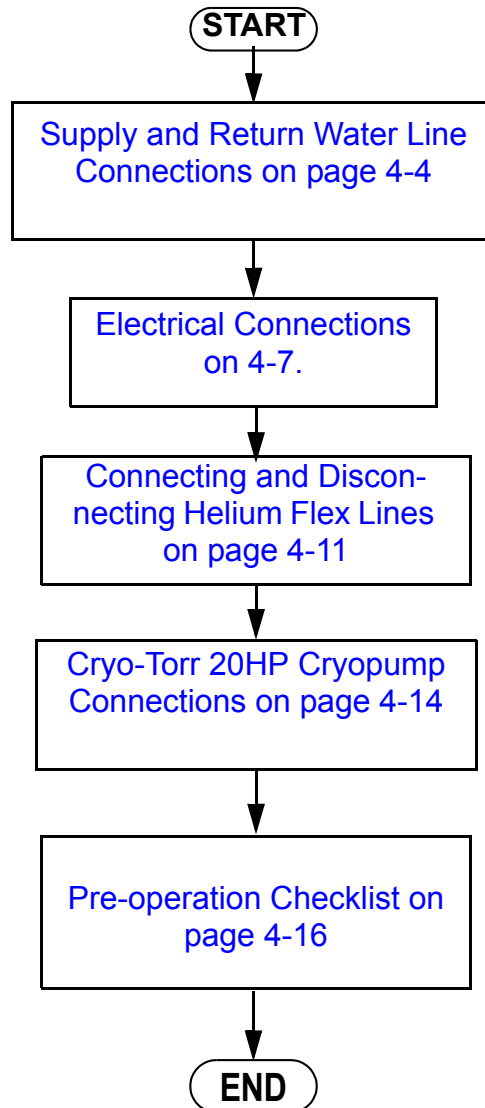 START
Supply and Return Water Line
Connections on page 4-4
Electrical Connections
on 4-7.
Connecting and Discon-
necting Helium Flex Lines
on page 4-11
Cryo-Torr 20HP Cryopump
Connections on page 4-14
Pre-operation Checklist on
page 4-16
END